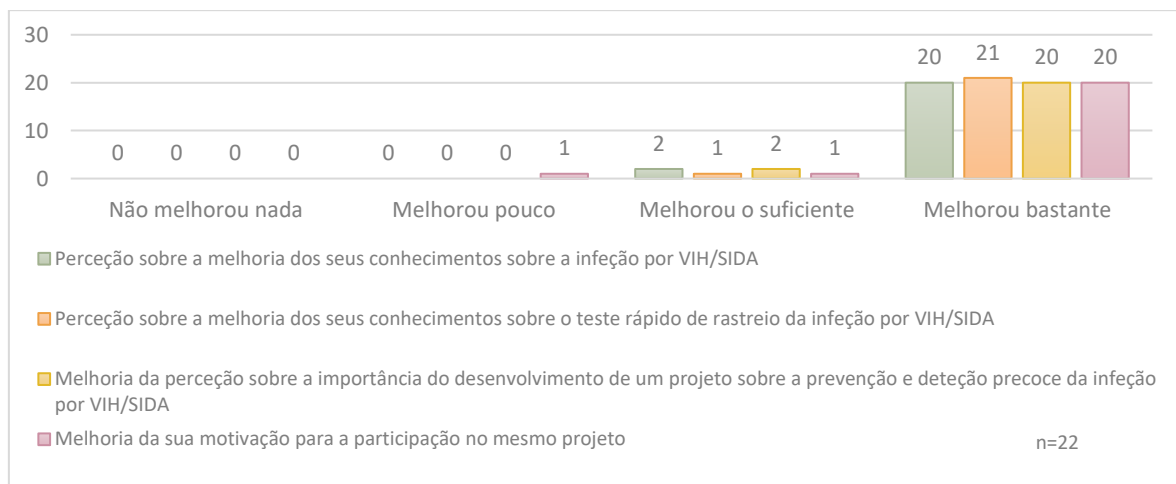 30
20
10
0
0 0 0 0
0 0 0 1
2 1 2 1
20 21 20 20
Não melhorou nada
Melhorou pouco
Melhorou o suficiente
Melhorou bastante
Perceção sobre a melhoria dos seus conhecimentos sobre a infeção por VIH/SIDA
Perceção sobre a melhoria dos seus conhecimentos sobre o teste rápido de rastreio da infeção por VIH/SIDA
Melhoria da perceção sobre a importância do desenvolvimento de um projeto sobre a prevenção e deteção precoce da infeção
por VIH/SIDA
Melhoria da sua motivação para a participação no mesmo projeto
n=22